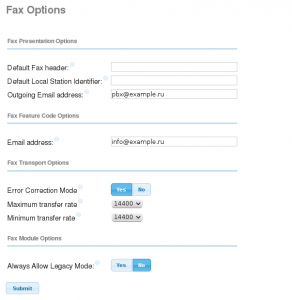 Fax Options
Fax Presentation Options
Default Fax header:
Default Local Station Identifier:
Outgoing Email address: pbx@example.ru
Fax Feature Code Options
Email address: info@example.ru
Fax Transport Options
Error Correction Mode Yes No
Maximum transfer rate 14400
Minimum transfer rate 14400
Fax Module Options
Always Allow Legacy Mode: Yes No
Submit